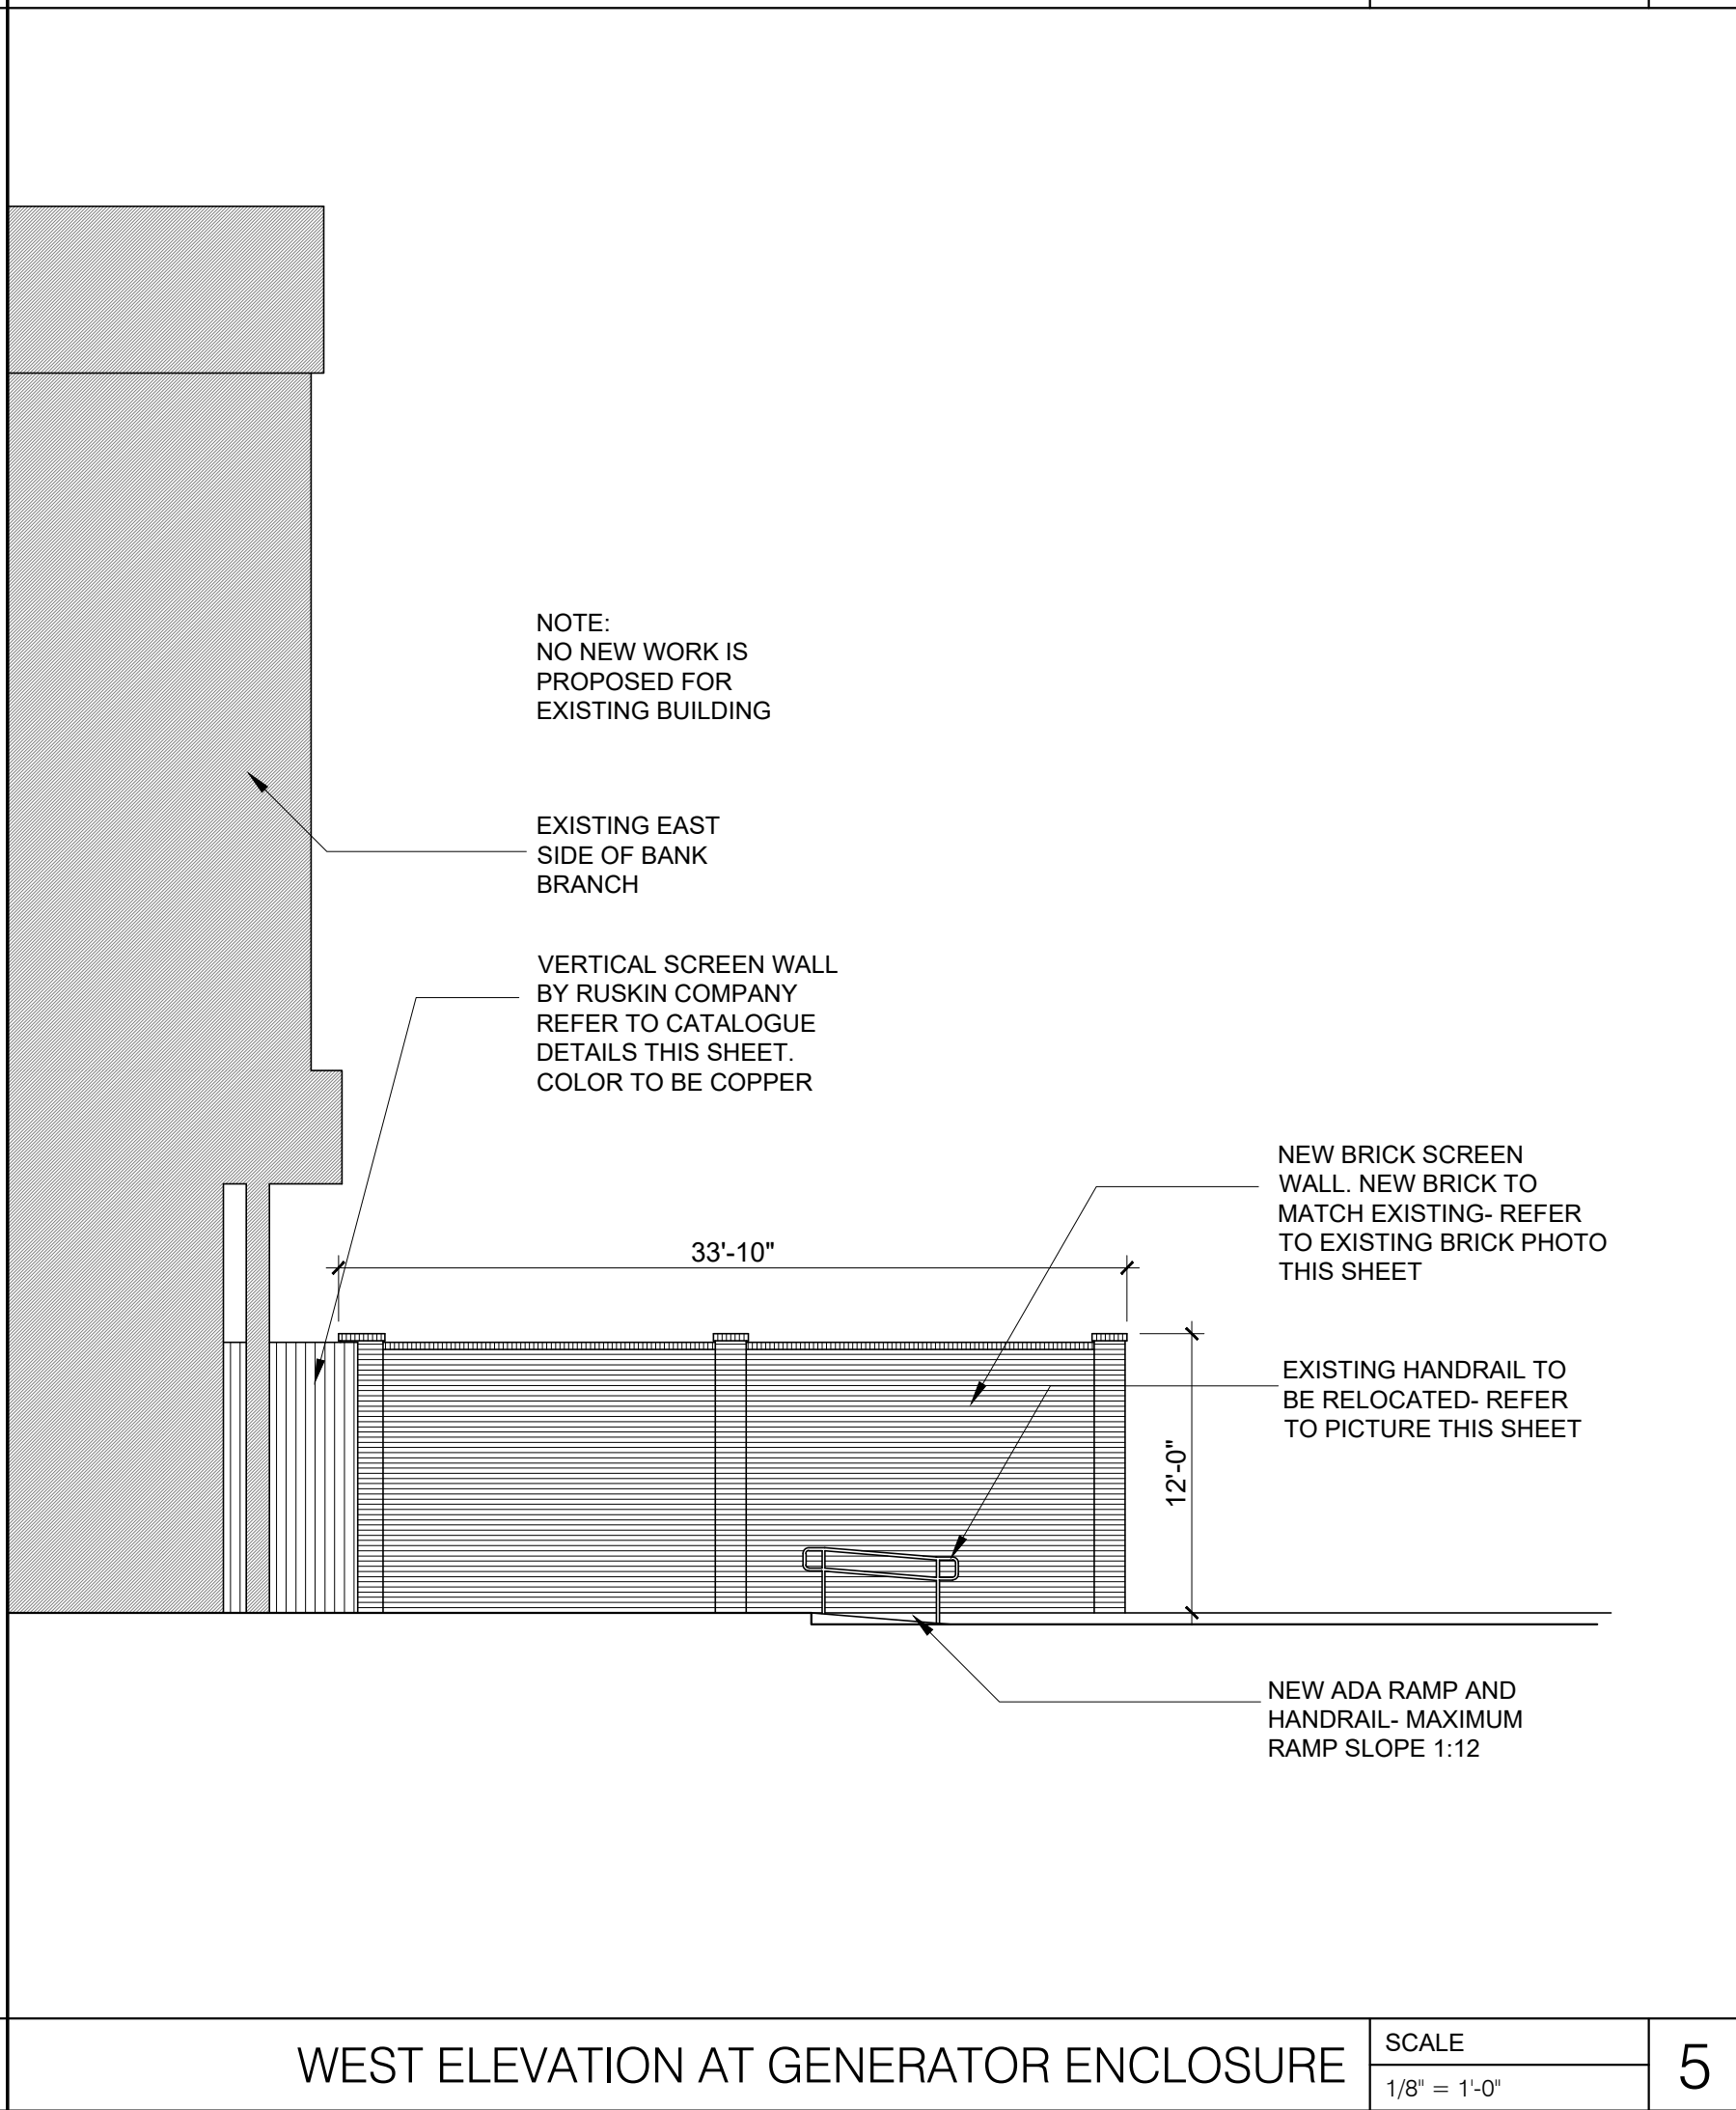 NOTE:
NO NEW WORK IS
PROPOSED FOR
EXISTING BUILDING
EXISTING EAST
SIDE OF BANK
BRANCH
VERTICAL SCREEN WALL
BY RUSKIN COMPANY
REFER TO CATALOGUE
DETAILS THIS SHEET.
COLOR TO BE COPPER
NEW BRICK SCREEN
WALL. NEW BRICK TO
MATCH EXISTING- REFER
TO EXISTING BRICK PHOTO
THIS SHEET
33'-10"
EXISTING HANDRAIL TO
BE RELOCATED- REFER
TO PICTURE THIS SHEET
12'-0"
NEW ADA RAMP AND
HANDRAIL- MAXIMUM
RAMP SLOPE 1:12
WEST ELEVATION AT GENERATOR ENCLOSURE
SCALE
1/8" = 1'-0"
5